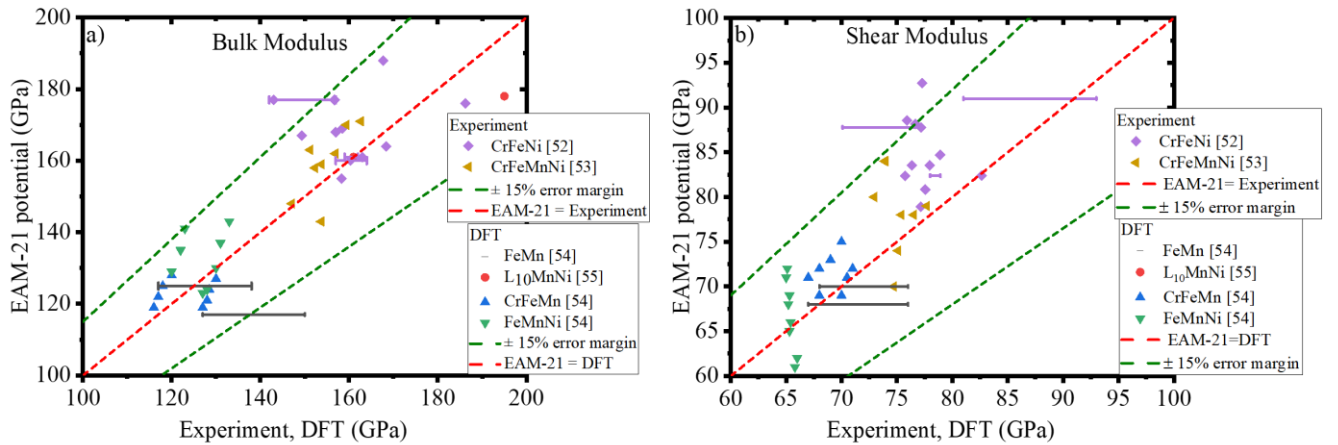 a)
Bulk Modulus
EAM-21 potential (GPa)
200
180
160
140
120
100
100
120
140
160
180
200
Experiment, DFT (GPa)
Experiment
CrFeNi [52]
CrFeMnNi [53]
± 15% error margin
EAM-21 = Experiment
DFT
FeMn [54]
L10MnNi [55]
CrFeMn [54]
FeMnNi [54]
± 15% error margin
EAM-21 = DFT
b)
Shear Modulus
EAM-21 potential (GPa)
100
95
90
85
80
75
70
65
60
60
65
70
75
80
85
90
95
100
Experiment, DFT (GPa)
Experiment
CrFeNi [52]
CrFeMnNi [53]
EAM-21= Experiment
± 15% error margin
DFT
FeMn [54]
L10MnNi [55]
CrFeMn [54]
FeMnNi [54]
EAM-21=DFT
± 15% error margin